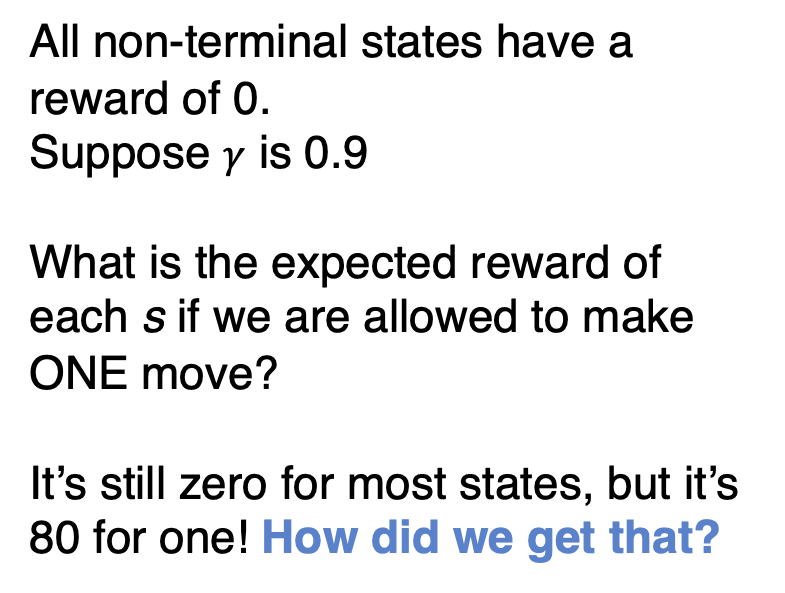 All non-terminal states have a
reward of 0.
Suppose γ is 0.9
What is the expected reward of
each s if we are allowed to make
ONE move?
It’s still zero for most states, but it’s
80 for one! How did we get that?